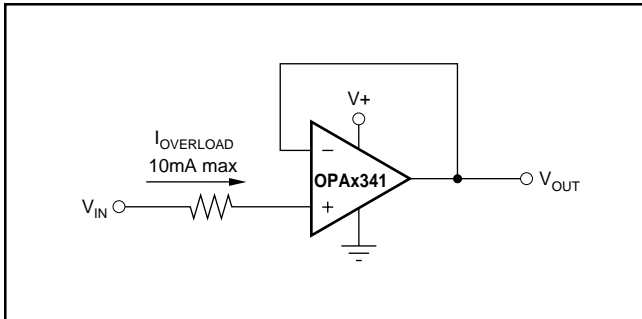 V+
I_OVERLOAD
10mA max
−
OPAx341
V_OUT
V_IN
+